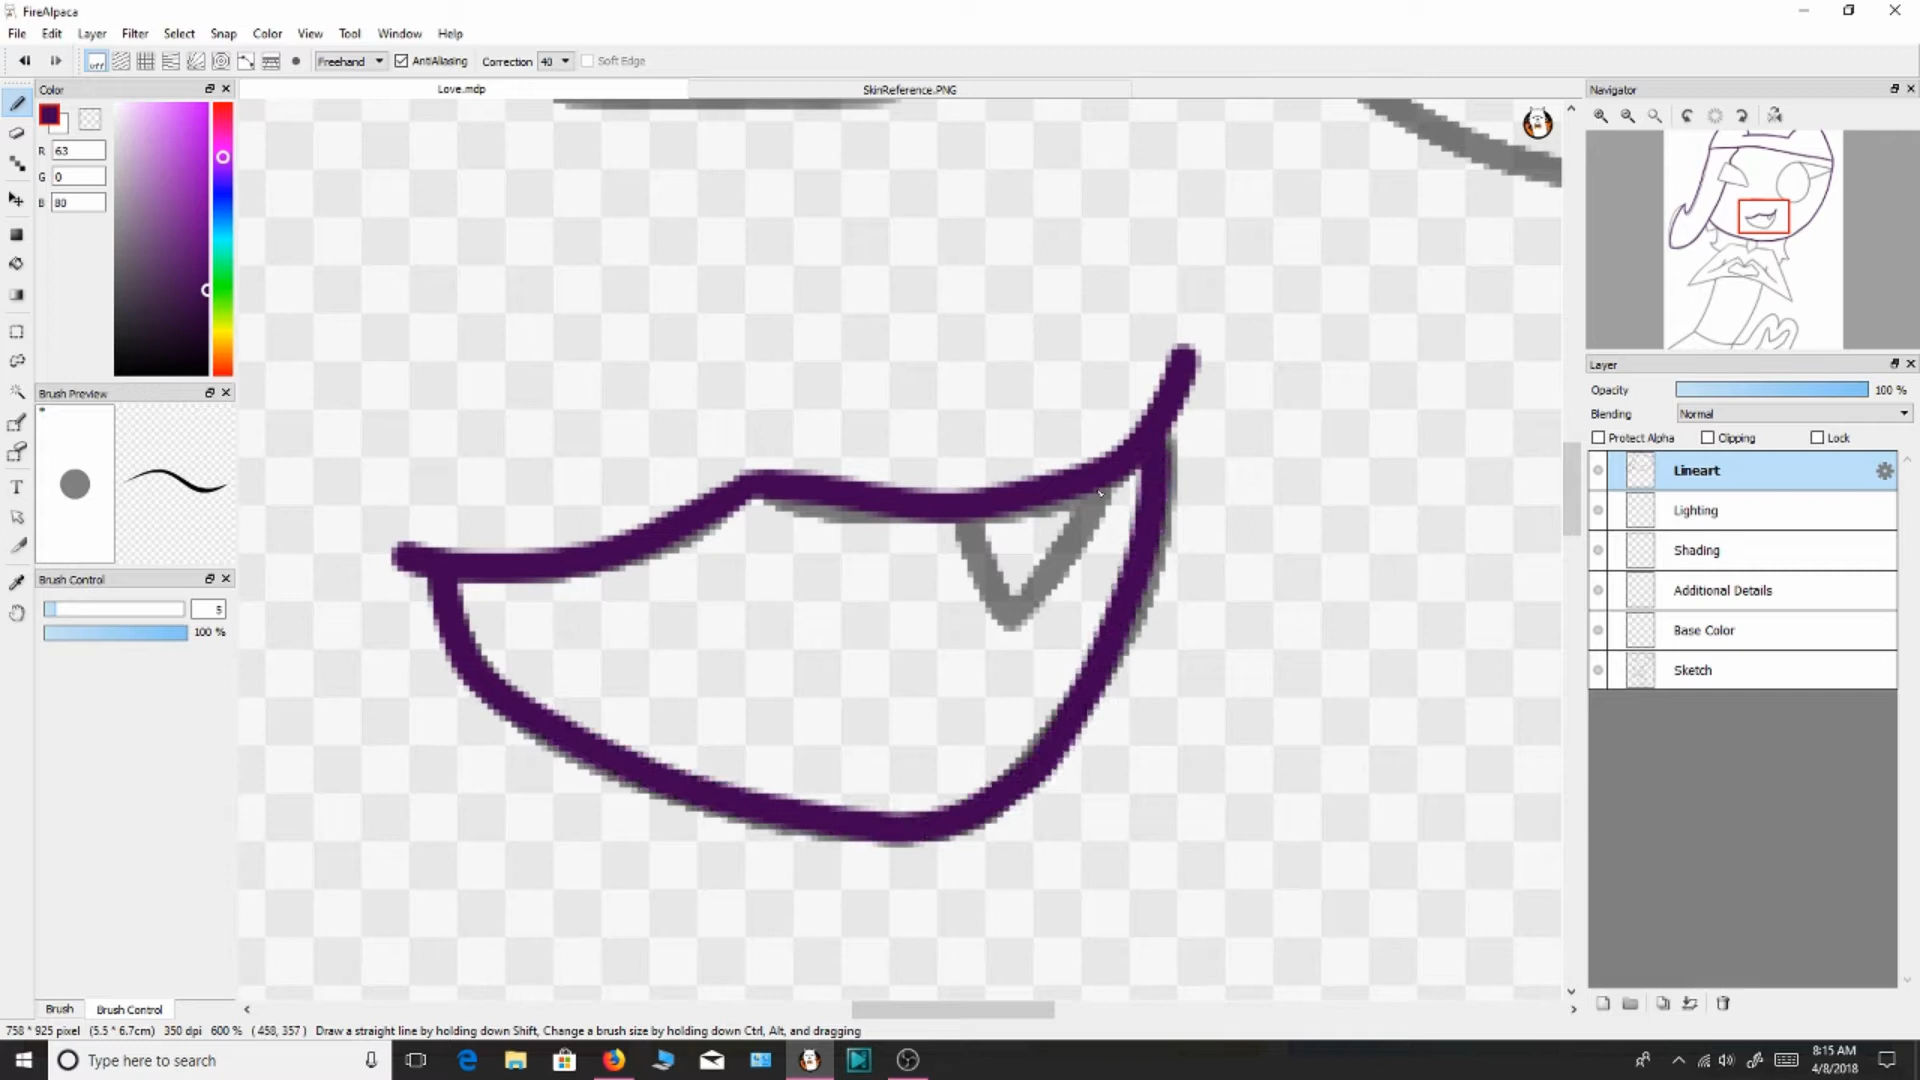 FireAlpaca
File Edit Layer Filter Select Snap Color View Tool Window Help
off Freehand AntiAliasing Correction 40 Soft Edge
Color
Love.mdp
SkinReference.PNG
Navigator
R 63
G 0
B 80
Layer
Opacity 100 %
Brush Preview
Blending Normal
Protect Alpha Clipping Lock
Lineart
T
Lighting
Shading
Brush Control
Additional Details
5
100 %
Base Color
Sketch
Brush Brush Control
758 * 925 pixel (5.5 * 6.7cm) 350 dpi 600 % ( 458, 357 ) Draw a straight line by holding down Shift, Change a brush size by holding down Ctrl, Alt, and dragging
Type here to search
8:15 AM
4/8/2018